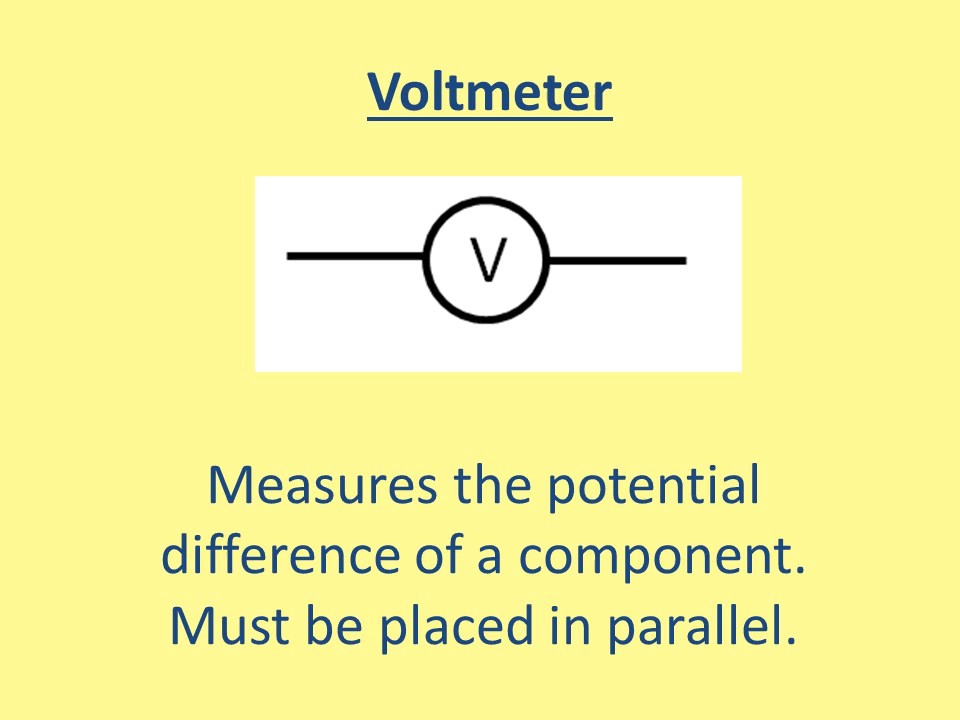 Voltmeter
V
Measures the potential
difference of a component.
Must be placed in parallel.